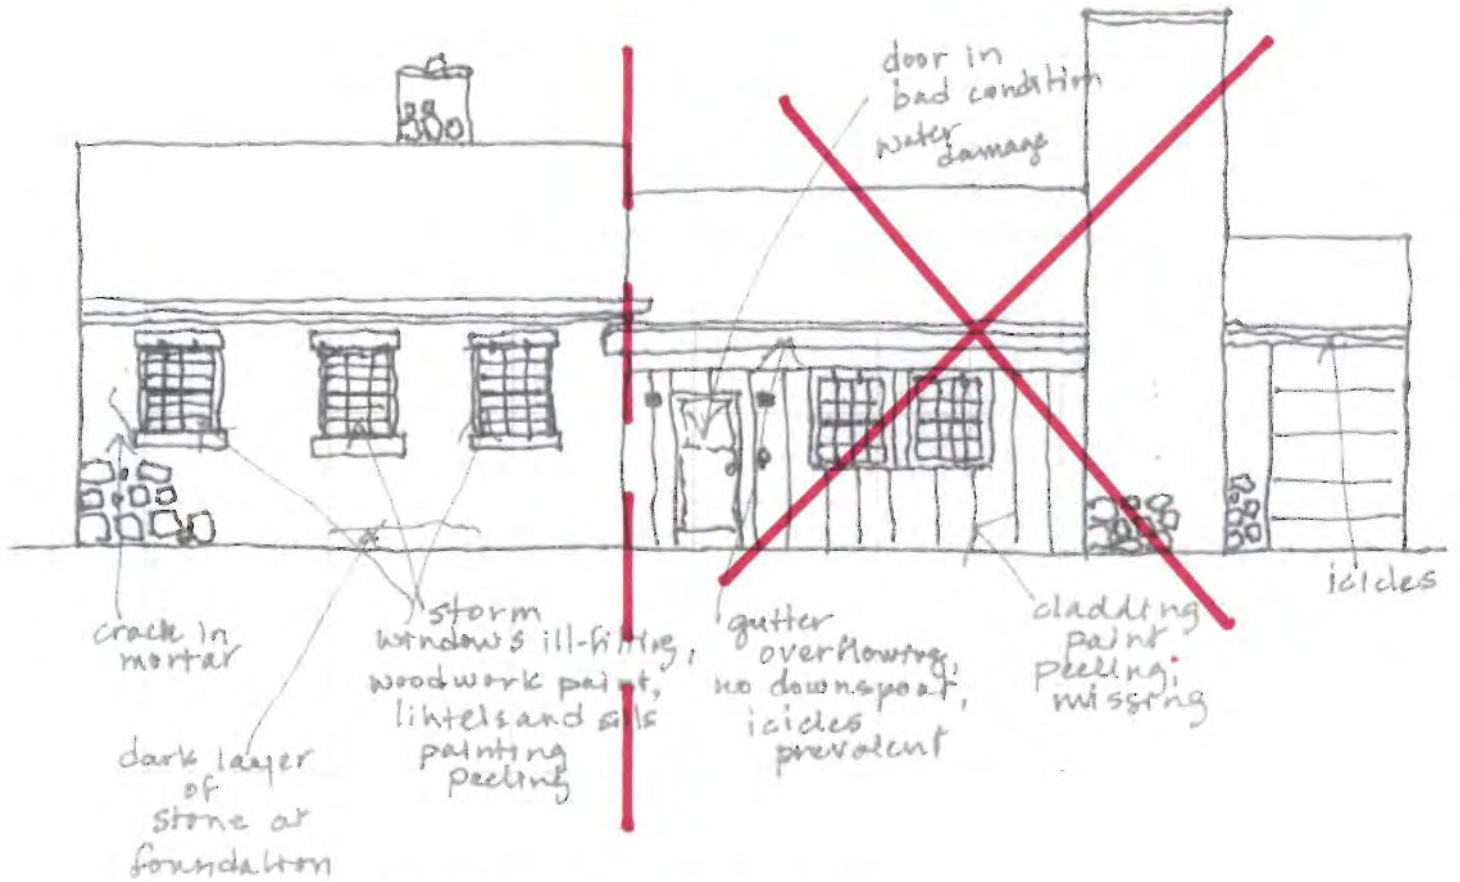 door in
bad condition
water
damage
icicles
crack in
mortar
storm
windows ill-fitting,
woodwork paint,
lintels and sills
painting
peeling
gutter
overflowing,
no downspout,
icicles
prevalent
cladding
paint
peeling;
missing
dark layer
of
stone at
foundation